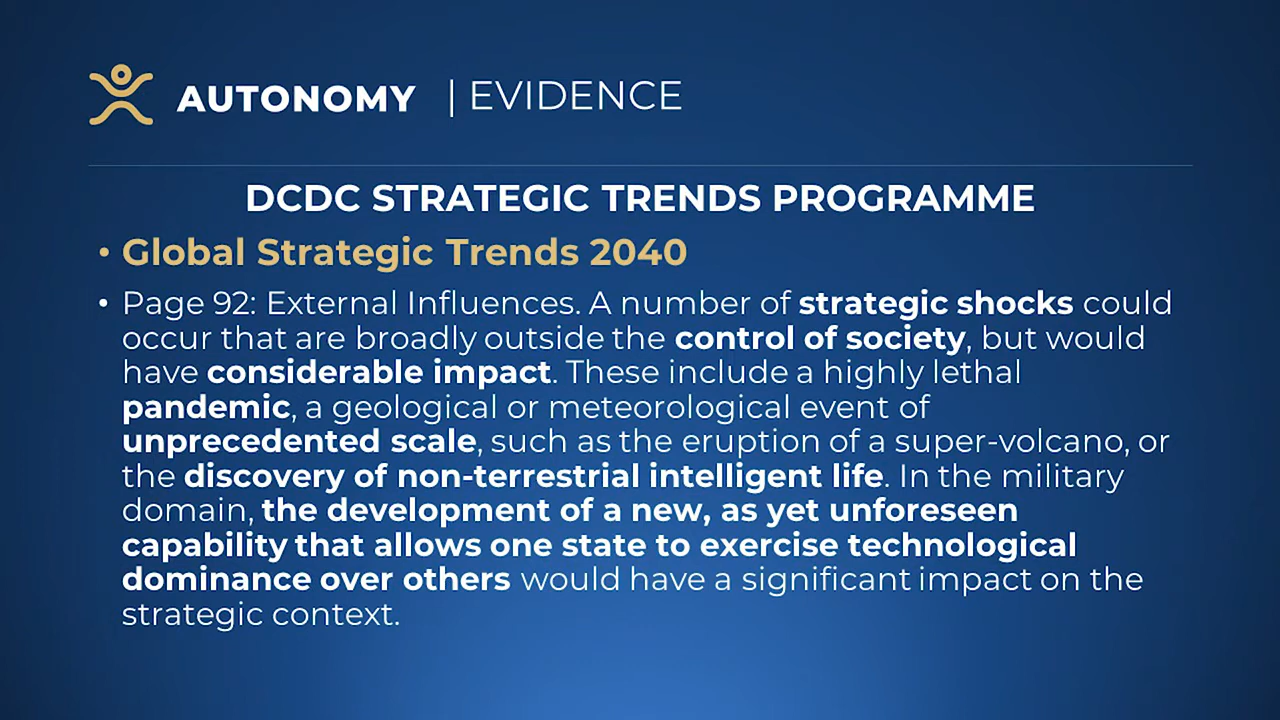 AUTONOMY | EVIDENCE
DCDC STRATEGIC TRENDS PROGRAMME
• Global Strategic Trends 2040
• Page 92: External Influences. A number of strategic shocks could
occur that are broadly outside the control of society, but would
have considerable impact. These include a highly lethal
pandemic, a geological or meteorological event of
unprecedented scale, such as the eruption of a super-volcano, or
the discovery of non-terrestrial intelligent life. In the military
domain, the development of a new, as yet unforeseen
capability that allows one state to exercise technological
dominance over others would have a significant impact on the
strategic context.